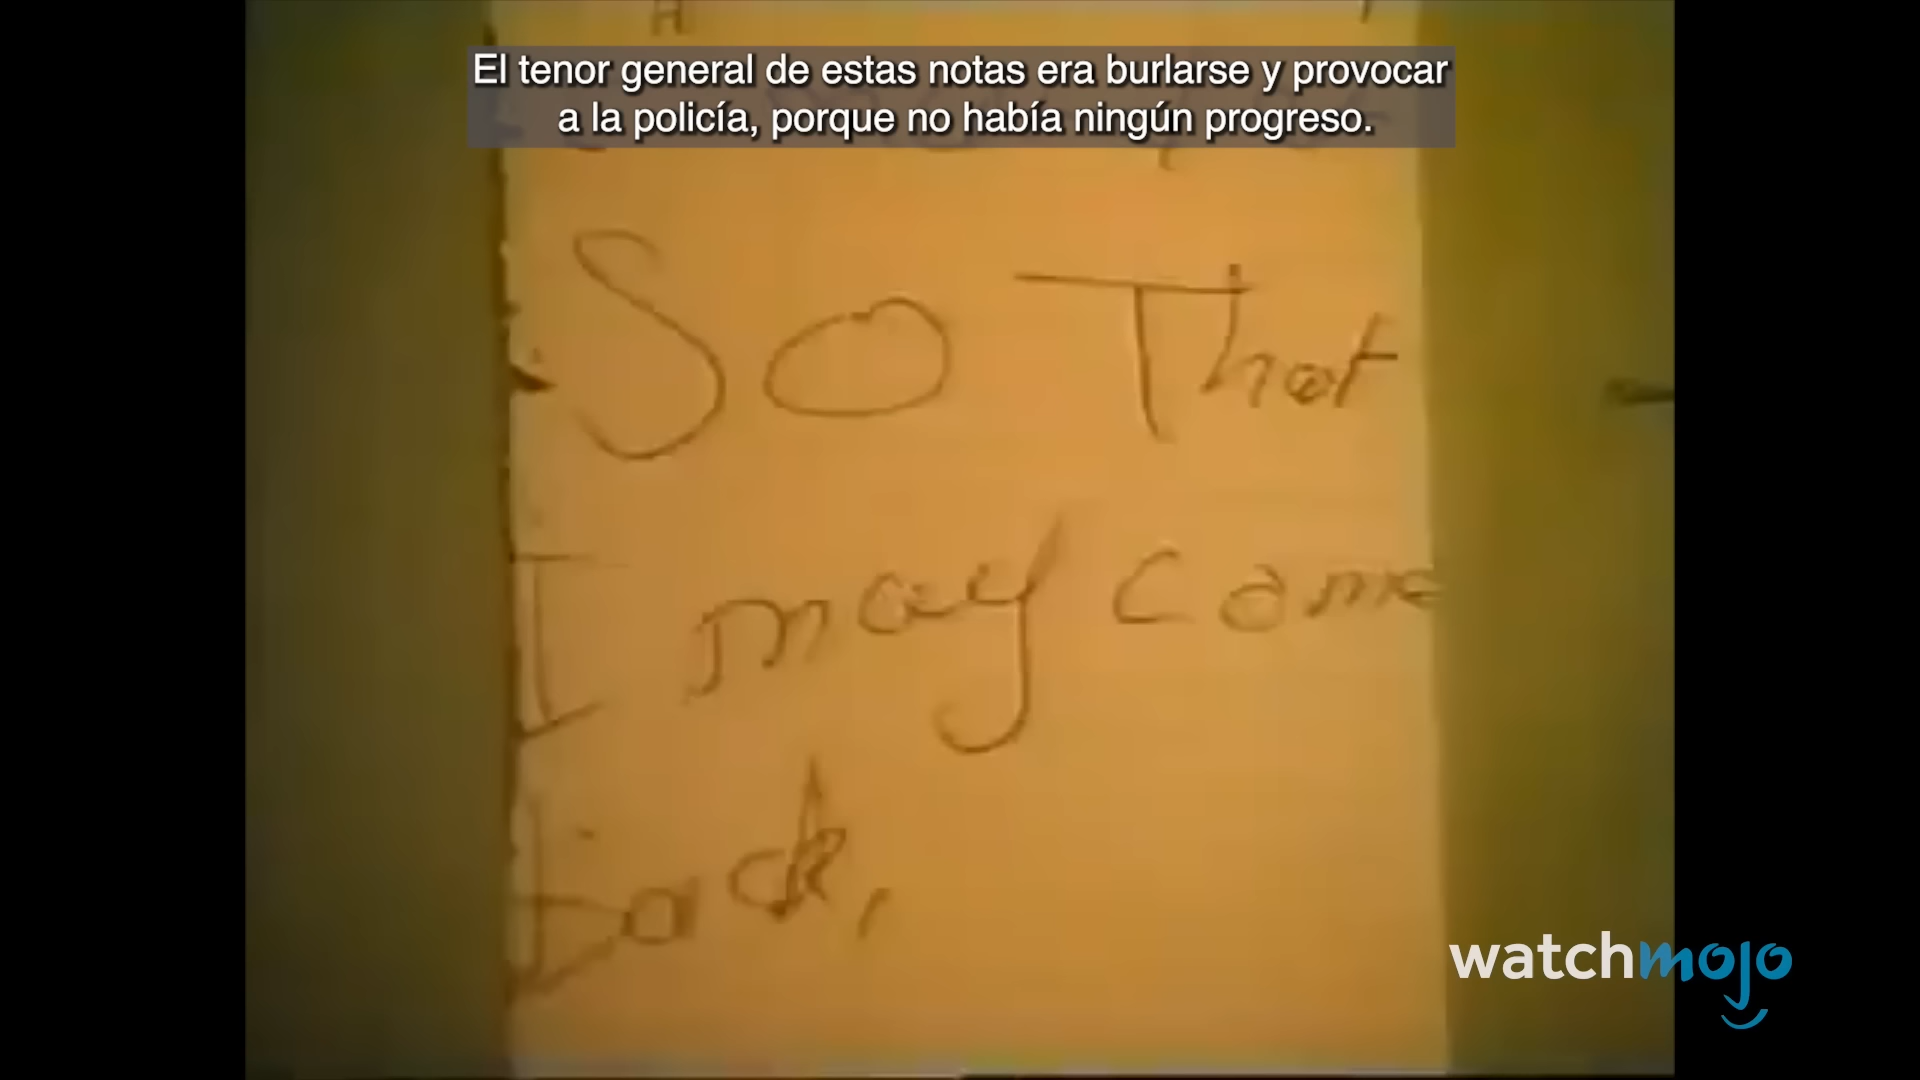 El tenor general de estas notas era burlarse y provocar
a la policía, porque no había ningún progreso.
So That
I may come
back,
watchmojo